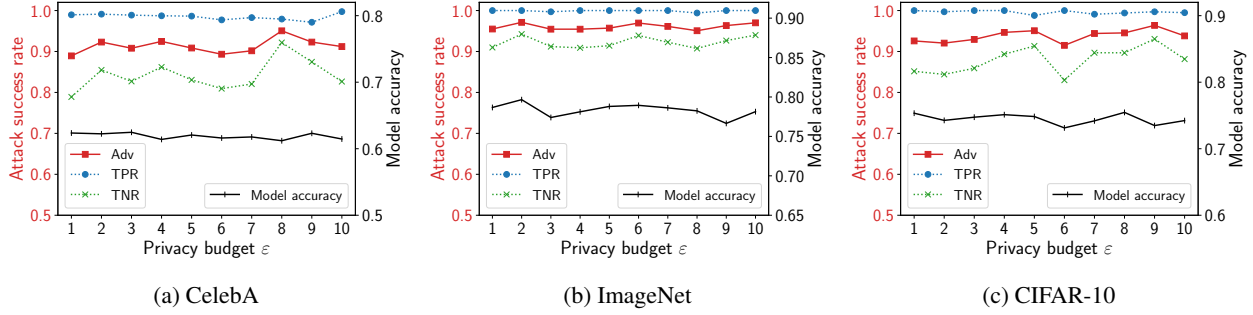 1.0
0.9
0.8
0.7
0.6
0.5
Attack success rate
0.8
0.7
0.6
0.5
Model accuracy
Adv
TPR
TNR
Model accuracy
1 2 3 4 5 6 7 8 9 10
Privacy budget ε
(a) CelebA
1.0
0.9
0.8
0.7
0.6
0.5
Attack success rate
0.90
0.85
0.80
0.75
0.70
0.65
Model accuracy
Adv
TPR
TNR
Model accuracy
1 2 3 4 5 6 7 8 9 10
Privacy budget ε
(b) ImageNet
1.0
0.9
0.8
0.7
0.6
0.5
Attack success rate
0.9
0.8
0.7
0.6
Model accuracy
Adv
TPR
TNR
Model accuracy
1 2 3 4 5 6 7 8 9 10
Privacy budget ε
(c) CIFAR-10